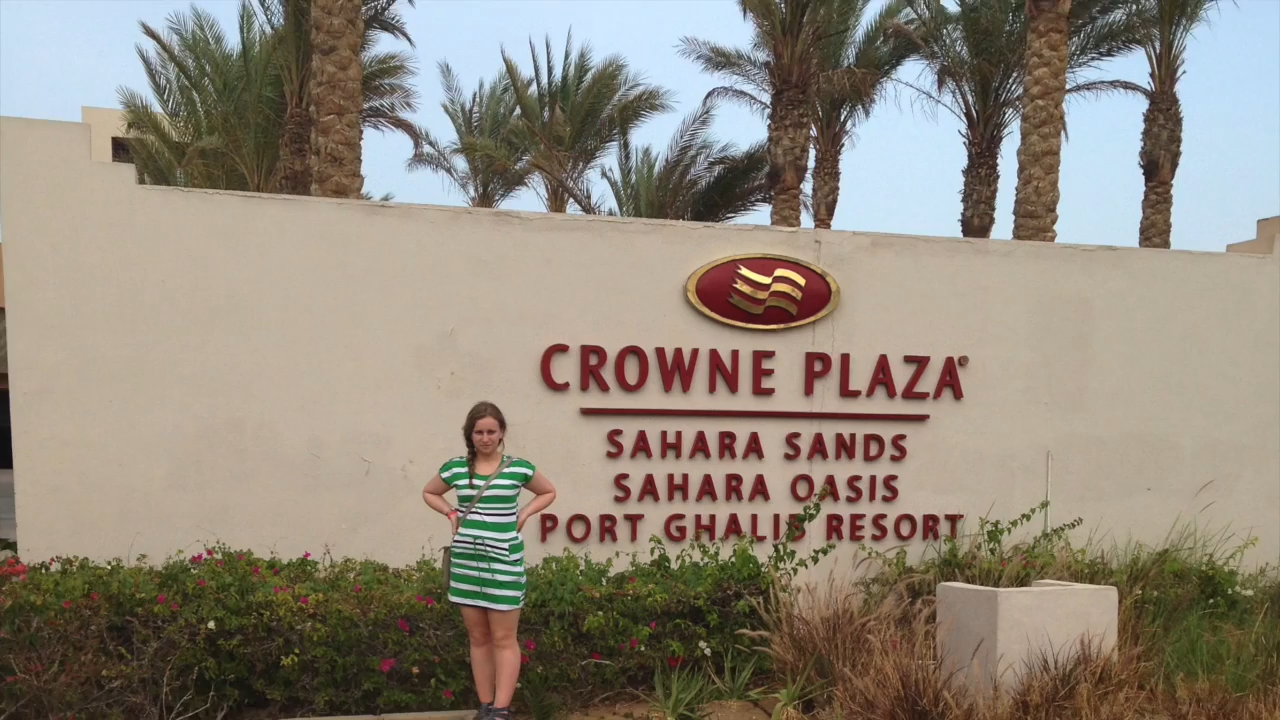 CROWNE PLAZA®
SAHARA SANDS
SAHARA OASIS
PORT GHALIB RESORT